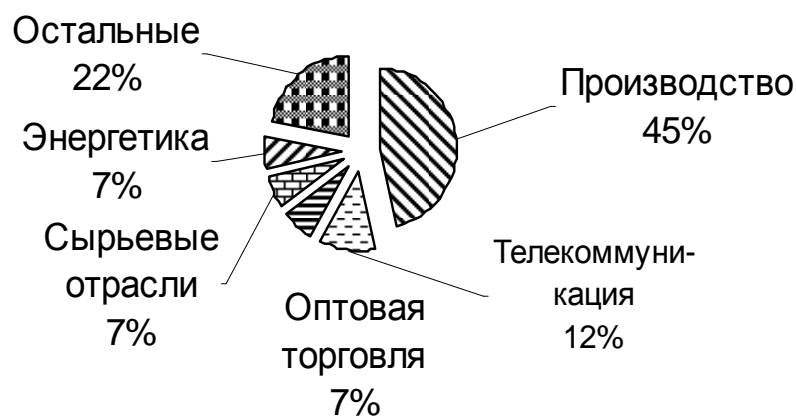 Остальные
22%
Производство
45%
Энергетика
7%
Сырьевые
отрасли
7%
Оптовая
торговля
7%
Телекоммуни-
кация
12%